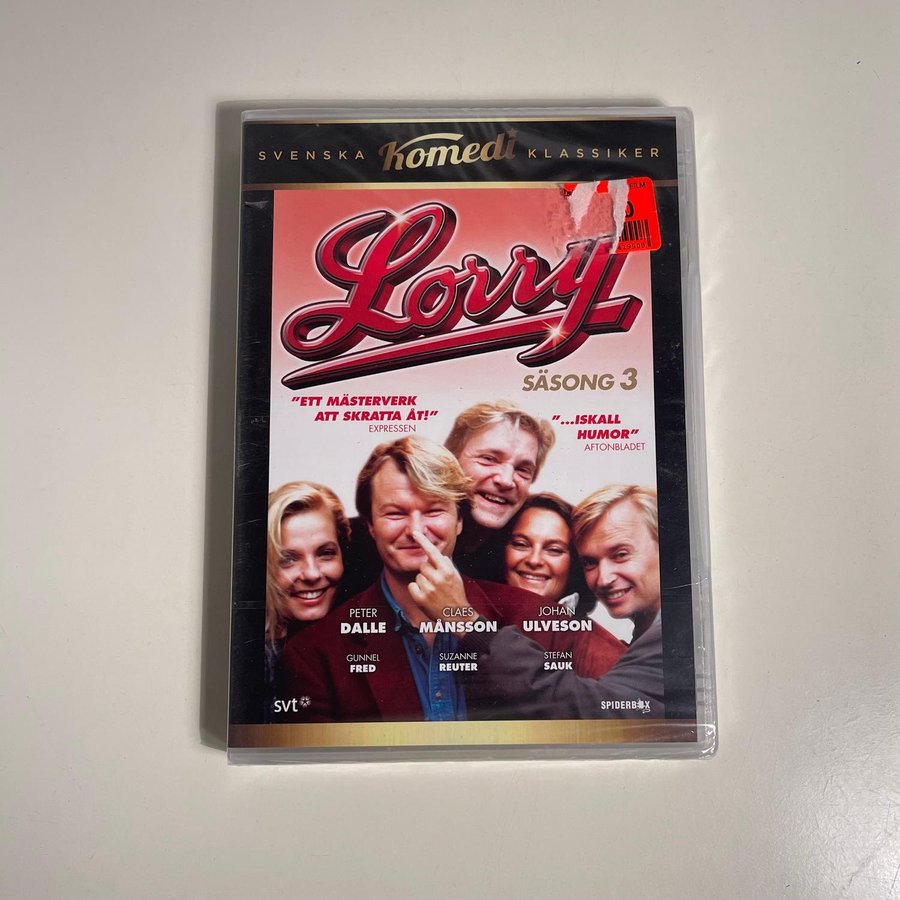 SVENSKA Komedi KLASSIKER
FILM
Lorry
SÄSONG 3
"ETT MÄSTERVERK
ATT SKRATTA ÅT!"
EXPRESSEN
"...ISKALL
HUMOR"
AFTONBLADET
PETER
DALLE
CLAES
MÅNSSON
JOHAN
ULVESON
GUNNEL
FRED
SUZANNE
REUTER
STEFAN
SAUK
svt
SPIDERBOX